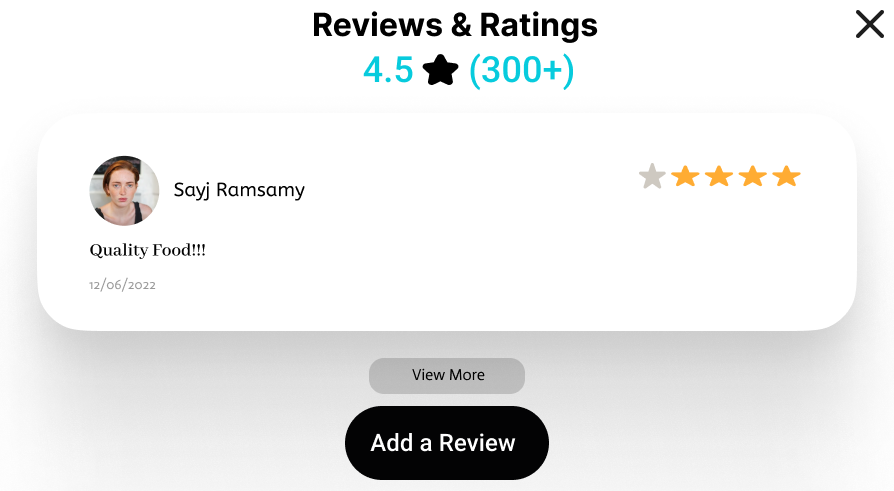 Reviews & Ratings
4.5 (300+)
Sayj Ramsamy
Quality Food!!!
12/06/2022
View More
Add a Review